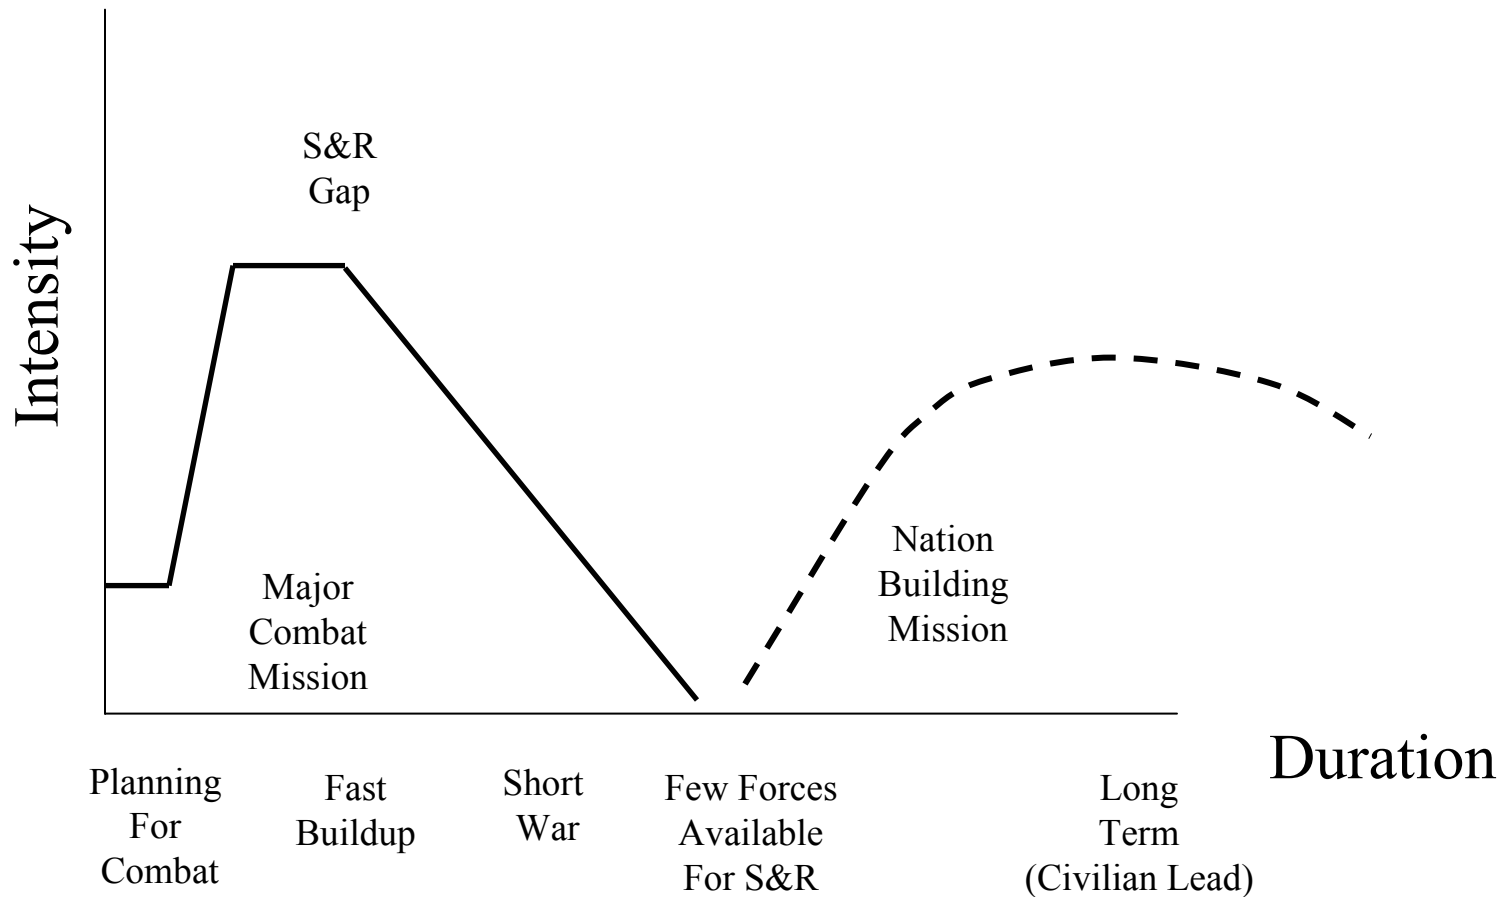 S&R
Gap
Intensity
Major
Combat
Mission
Nation
Building
Mission
Duration
Planning
For
Combat
Fast
Buildup
Short
War
Few Forces
Available
For S&R
Long
Term
(Civilian Lead)